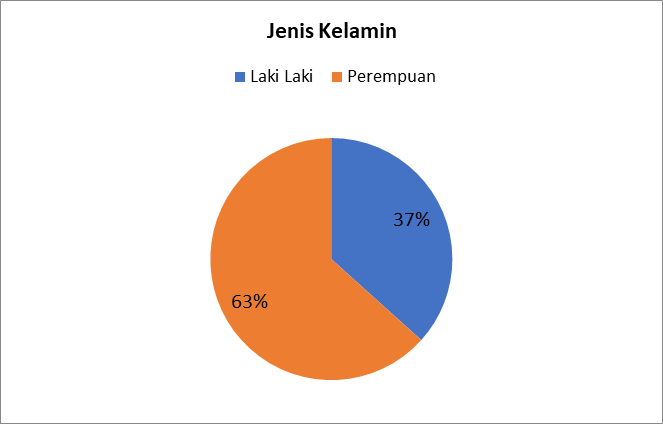 Jenis Kelamin
Laki Laki Perempuan
37%
63%